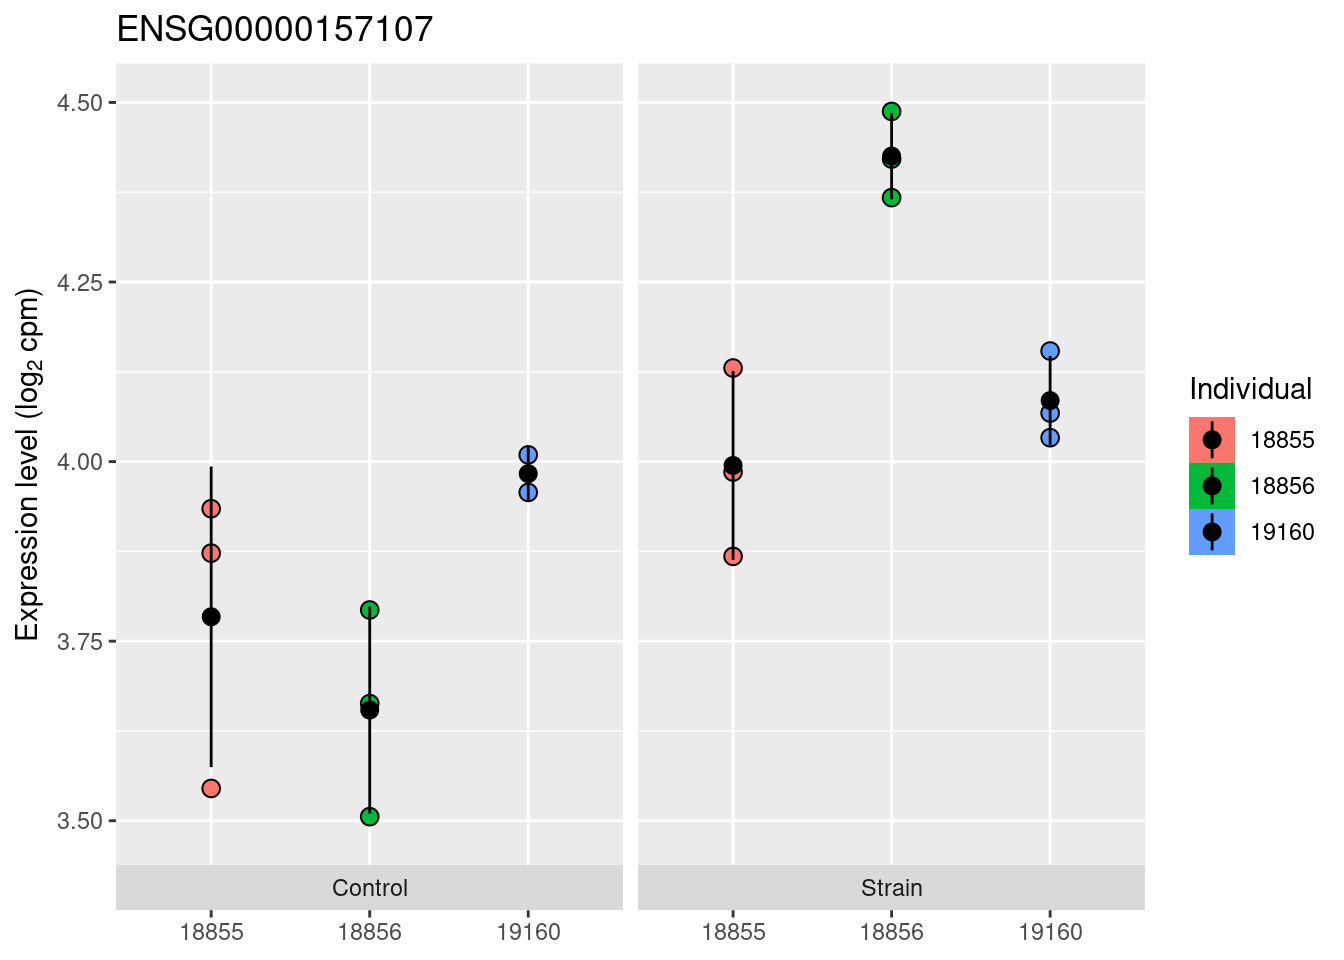 ENSG00000157107
Expression level (log₂ cpm)
4.50
4.25
4.00
3.75
3.50
Control
Strain
18855
18856
19160
18855
18856
19160
Individual
18855
18856
19160